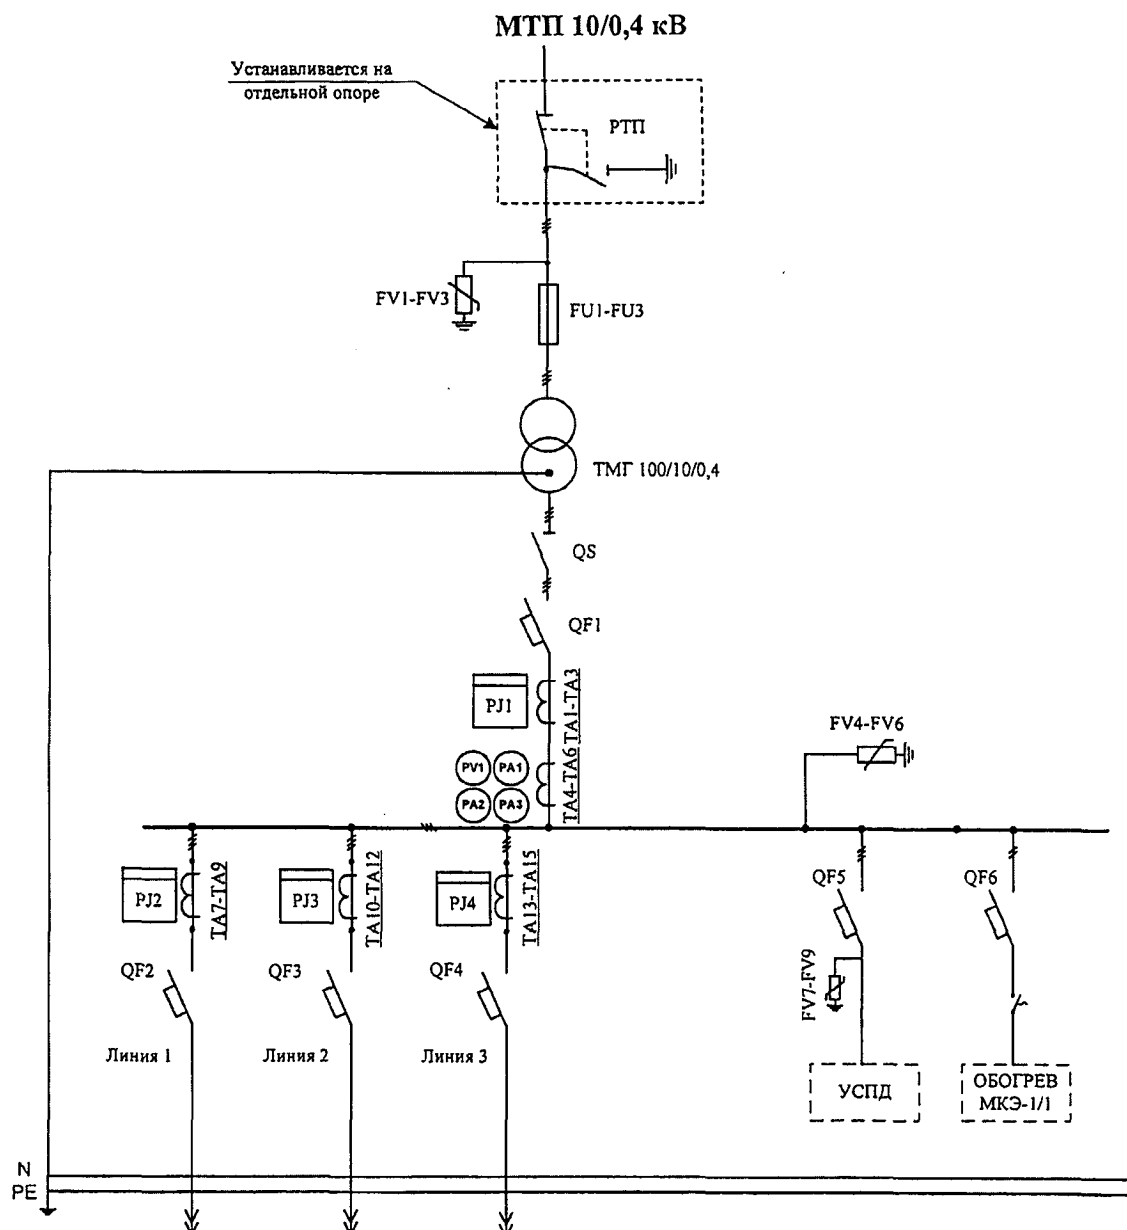 МТП 10/0,4 кВ
Устанавливается на
отдельной опоре
РТП
FV1-FV3
FU1-FU3
ТМГ 100/10/0,4
QS
QF1
PJ1
TA1-TA3
FV4-FV6
PV1
PA1
PA2
PA3
TA4-TA6
PJ2
TA7-TA9
PJ3
TA10-TA12
PJ4
TA13-TA15
QF5
QF6
QF2
QF3
QF4
FV7-FV9
Линия 1
Линия 2
Линия 3
УСПД
ОБОГРЕВ
МКЭ-1/1
N
PE